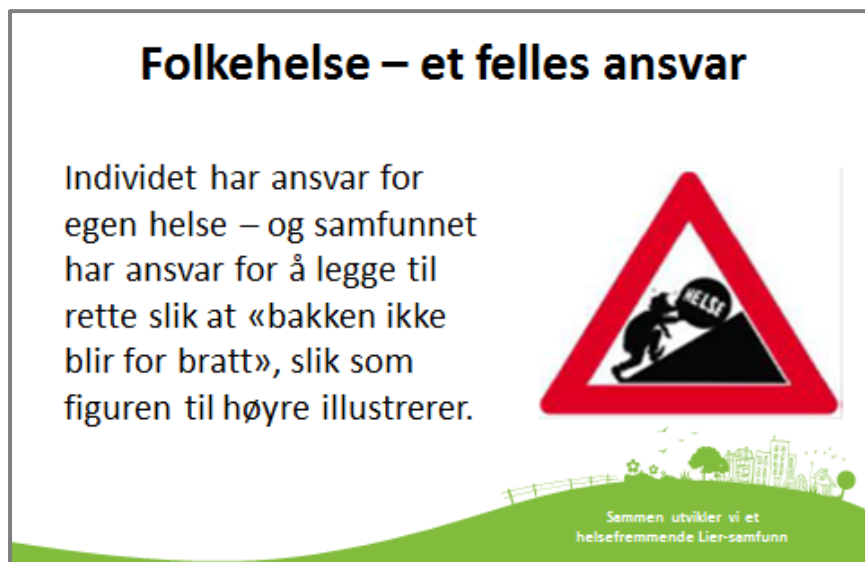 Folkehelse – et felles ansvar
Individet har ansvar for
egen helse – og samfunnet
har ansvar for å legge til
rette slik at «bakken ikke
blir for bratt», slik som
figuren til høyre illustrerer.
HELSE
Sammen utvikler vi et
helsefremmende Lier-samfunn